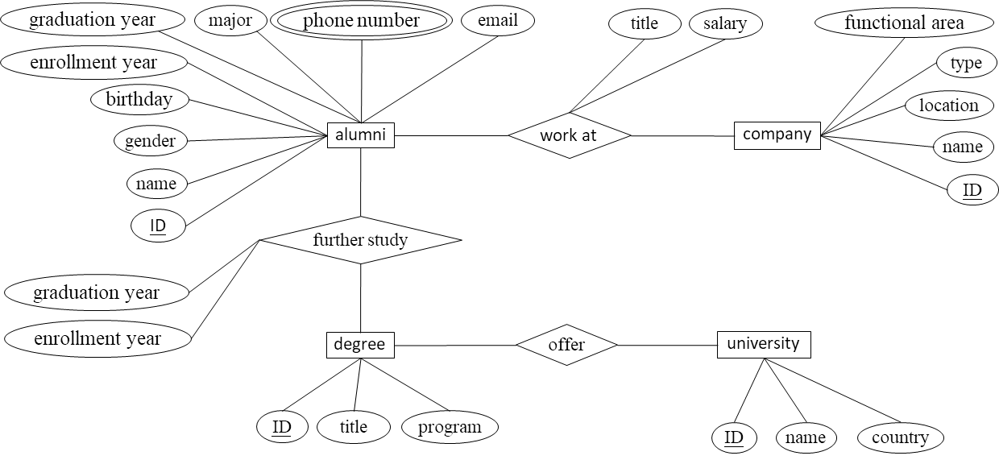 graduation year
major
phone number
email
title
salary
functional area
enrollment year
type
birthday
location
alumni
work at
company
gender
name
name
ID
ID
further study
graduation year
enrollment year
degree
offer
university
ID
title
program
ID
name
country